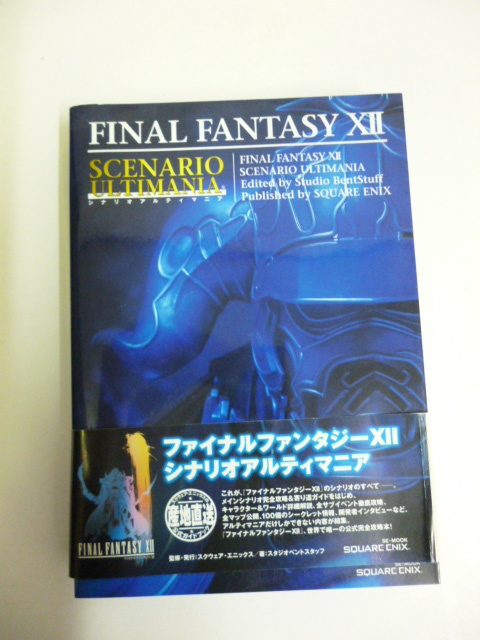 FINAL FANTASY XII
SCENARIO
ULTIMANIA
シナリオアルティマニア
FINAL FANTASY XII
SCENARIO ULTIMANIA
Edited by Studio BentStuff
Published by SQUARE ENIX
ファイナルファンタジーXII
シナリオアルティマニア
これが、『ファイナルファンタジーXII』のシナリオのすべて——。
メインシナリオ完全攻略&寄り道ガイドをはじめ、
キャラクター&ワールド詳細解説、全サブイベント徹底攻略、
全マップ公開、100個のシークレット情報、開発者インタビューなど、
アルティマニアだけしかできない内容が結集。
『ファイナルファンタジーXII』、世界で唯一の公式完全攻略本!
産地直送
公式ガイドブック
FINAL FANTASY XII
監修・発行:スクウェア・エニックス/著:スタジオベントスタッフ
SE-MOOK
SQUARE ENIX.
SE-MOOK
SQUARE ENIX.